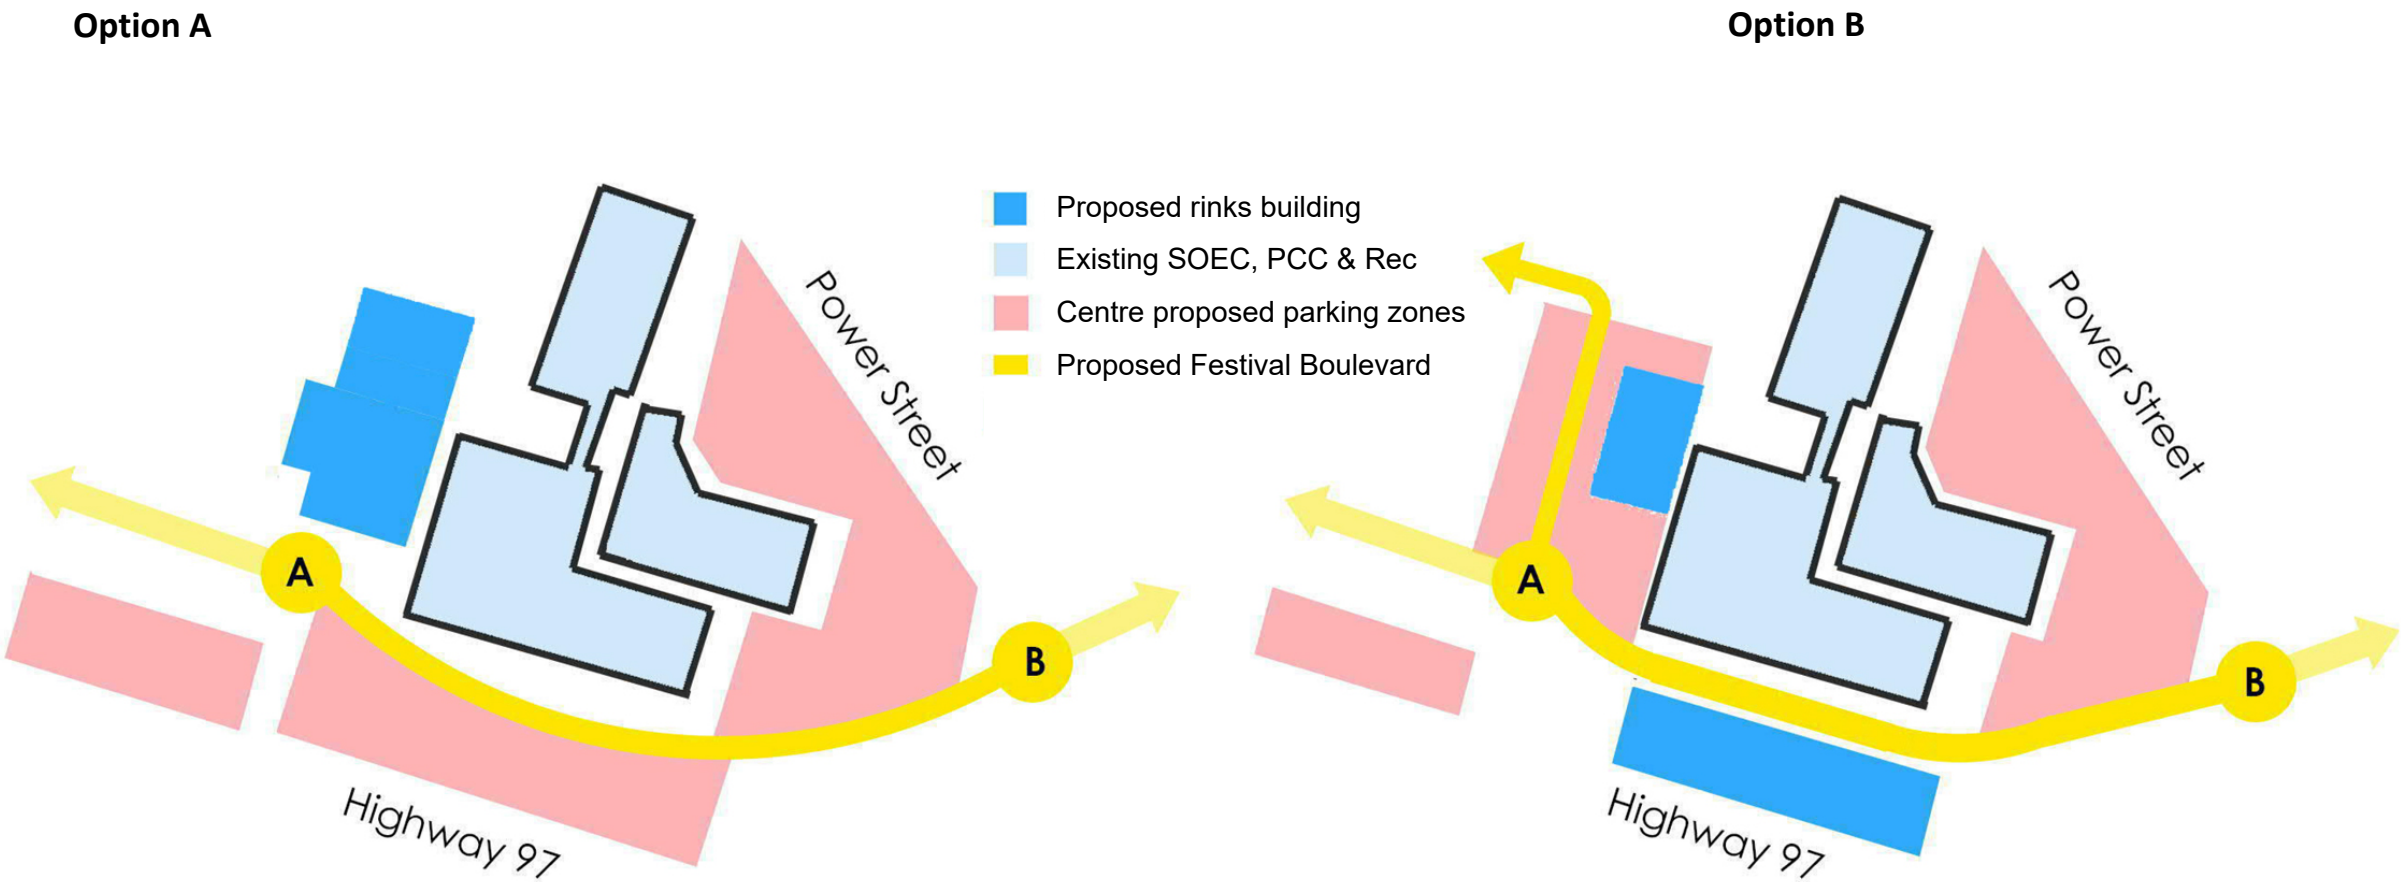 Option A
Option B
Proposed rinks building
Existing SOEC, PCC & Rec
Centre proposed parking zones
Proposed Festival Boulevard
Power Street
A
B
Highway 97
Power Street
A
B
Highway 97